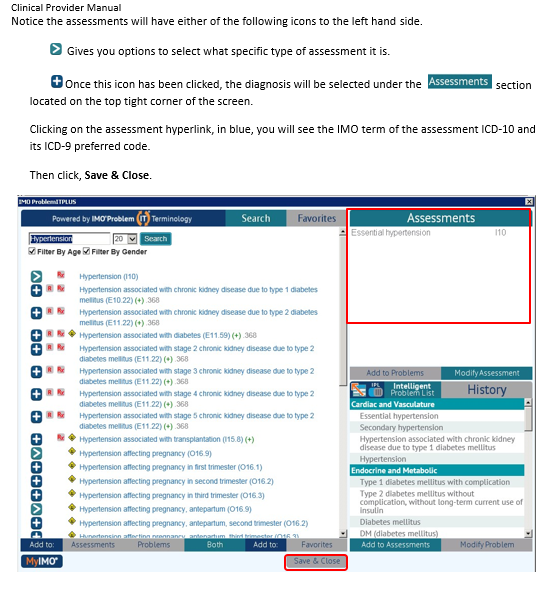 Clinical Provider Manual
Notice the assessments will have either of the following icons to the left hand side.
Gives you options to select what specific type of assessment it is.
Once this icon has been clicked, the diagnosis will be selected under the Assessments section
located on the top tight corner of the screen.
Clicking on the assessment hyperlink, in blue, you will see the IMO term of the assessment ICD-10 and
its ICD-9 preferred code.
Then click, Save & Close.
IMO ProblemITPLUS
Powered by IMO'Problem (IT) Terminology Search Favorites
Hypertension 20 Search
Filter By Age Filter By Gender
Hypertension (I10)
Hypertension associated with chronic kidney disease due to type 1 diabetes
mellitus (E10.22) (+) .368
Hypertension associated with chronic kidney disease due to type 2 diabetes
mellitus (E11.22) (+) .368
Hypertension associated with diabetes (E11.59) (+) .368
Hypertension associated with stage 2 chronic kidney disease due to type 2
diabetes mellitus (E11.22) (+) .368
Hypertension associated with stage 3 chronic kidney disease due to type 2
diabetes mellitus (E11.22) (+) .368
Hypertension associated with stage 4 chronic kidney disease due to type 2
diabetes mellitus (E11.22) (+) .368
Hypertension associated with stage 5 chronic kidney disease due to type 2
diabetes mellitus (E11.22) (+) .368
Hypertension associated with transplantation (I15.8) (+)
Hypertension affecting pregnancy (O16.9)
Hypertension affecting pregnancy in first trimester (O16.1)
Hypertension affecting pregnancy in second trimester (O16.2)
Hypertension affecting pregnancy in third trimester (O16.3)
Hypertension affecting pregnancy, antepartum (O16.9)
Hypertension affecting pregnancy, antepartum, second trimester (O16.2)
Hypertension affecting pregnancy, antepartum, third trimester (O16.3)
Add to: Assessments Problems Both Add to: Favorites
MyIMO Save & Close
Assessments
Essential hypertension I10
Add to Problems Modify Assessment
IPL Intelligent Problem List History
Cardiac and Vasculature
Essential hypertension
Secondary hypertension
Hypertension associated with chronic kidney
disease due to type 1 diabetes mellitus
Hypertension
Endocrine and Metabolic
Type 1 diabetes mellitus with complication
Type 2 diabetes mellitus without
complication, without long-term current use of
insulin
Diabetes mellitus
DM (diabetes mellitus)
Add to Assessments Modify Problem